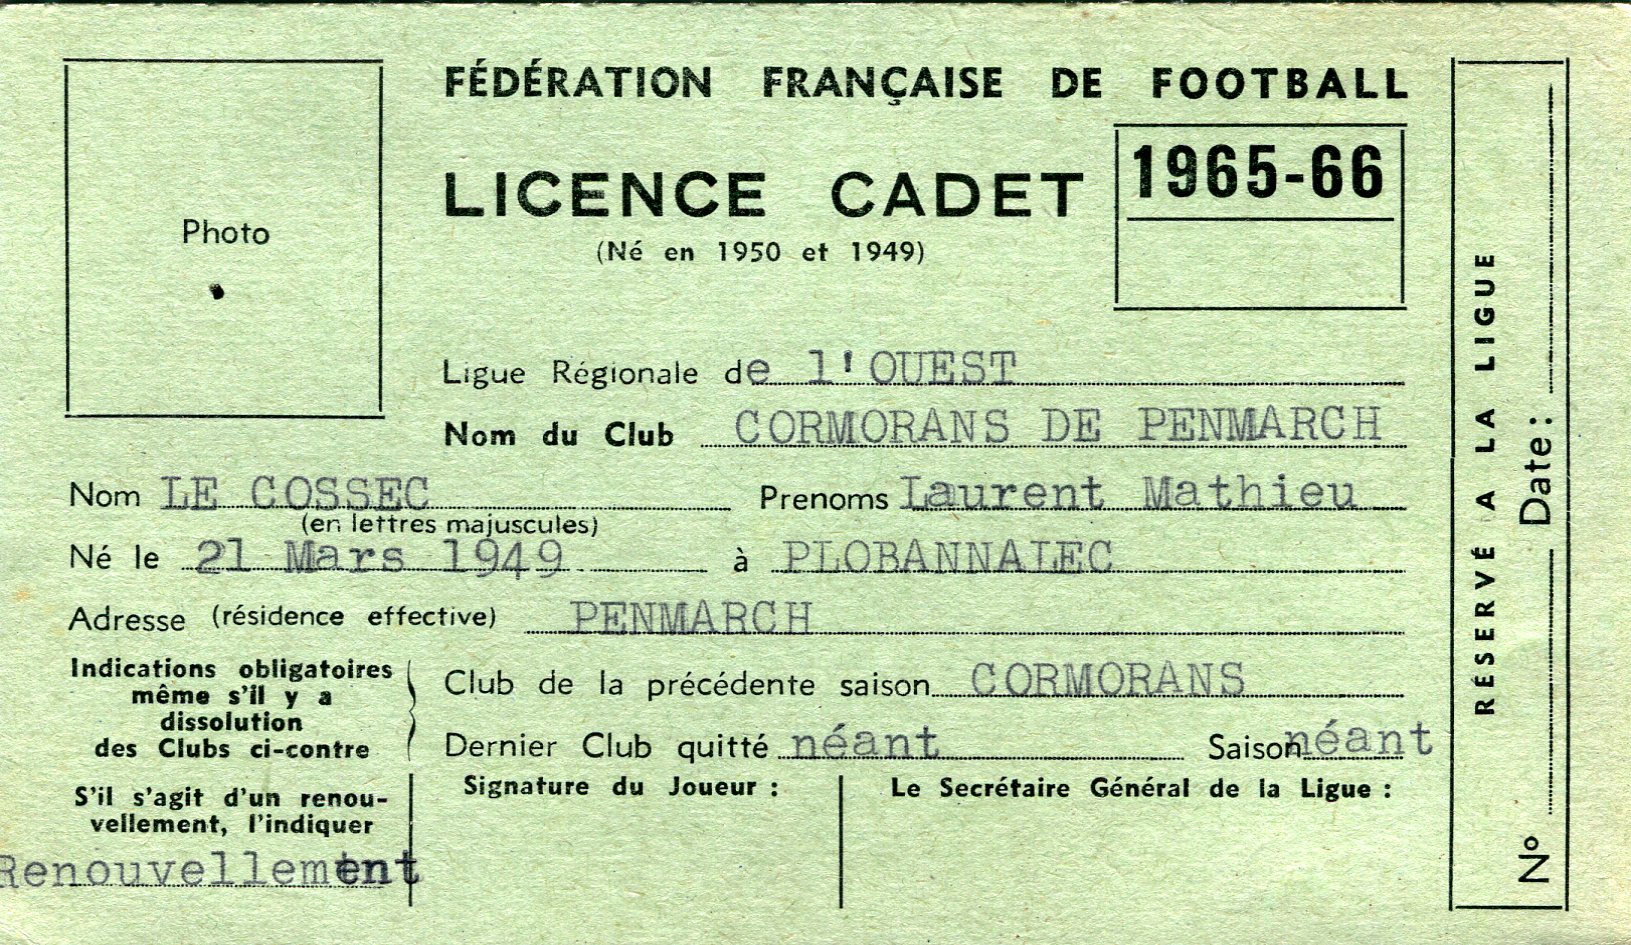 FÉDÉRATION FRANÇAISE DE FOOTBALL
LICENCE CADET
(Né en 1950 et 1949)
1965-66
Photo
Ligue Régionale de l'OUEST
Nom du Club CORMORANS DE PENMARCH
Nom LE COSSEC Prenoms Laurent Mathieu
(en lettres majuscules)
Né le 21 Mars 1949 à PLOBANNALEC
Adresse (résidence effective) PENMARCH
Indications obligatoires
même s'il y a
dissolution
des Clubs ci-contre
Club de la précédente saison CORMORANS
Dernier Club quitté néant Saison néant
S'il s'agit d'un renou-
vellement, l'indiquer
Renouvellement
Signature du Joueur :
Le Secrétaire Général de la Ligue :
RÉSERVÉ A LA LIGUE
N° Date :